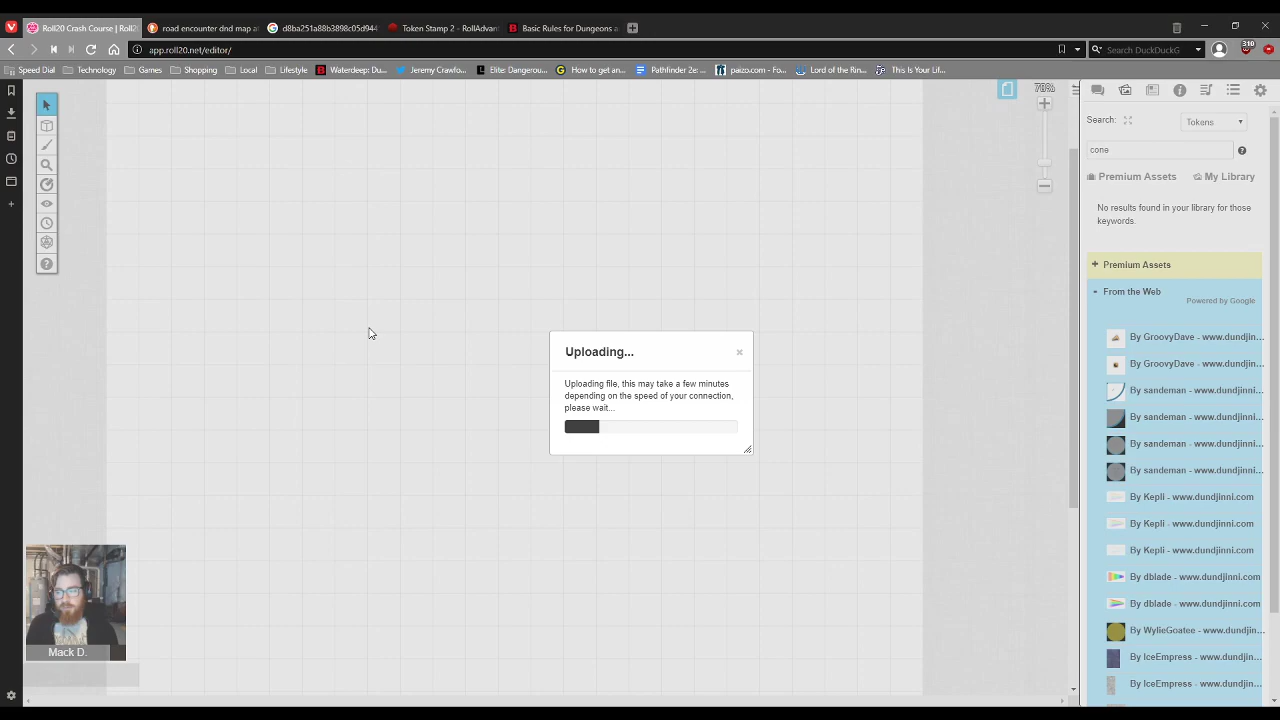 Roll20 Crash Course | Roll2
road encounter dnd map at
d8ba251a88b3898c05d944
Token Stamp 2 - RollAdvan
Basic Rules for Dungeons a
app.roll20.net/editor/
Search DuckDuckG
310
Speed Dial
Technology
Games
Shopping
Local
Lifestyle
Waterdeep: Du...
Jeremy Crawfo...
Elite: Dangerou...
How to get an...
Pathfinder 2e:...
paizo.com - Fo...
Lord of the Rin...
This Is Your Lif...
70%
Search:
Tokens
cone
Premium Assets
My Library
No results found in your library for those
keywords.
Premium Assets
From the Web
Powered by Google
By GroovyDave - www.dundjin...
By GroovyDave - www.dundjin...
By sandeman - www.dundjinni...
By sandeman - www.dundjinni...
By sandeman - www.dundjinni...
By sandeman - www.dundjinni...
By Kepli - www.dundjinni.com
By Kepli - www.dundjinni.com
By Kepli - www.dundjinni.com
By dblade - www.dundjinni.com
By dblade - www.dundjinni.com
By WylieGoatee - www.dundjin...
By IceEmpress - www.dundjinni...
By IceEmpress - www.dundjinni...
Uploading...
Uploading file, this may take a few minutes
depending on the speed of your connection,
please wait...
Mack D.